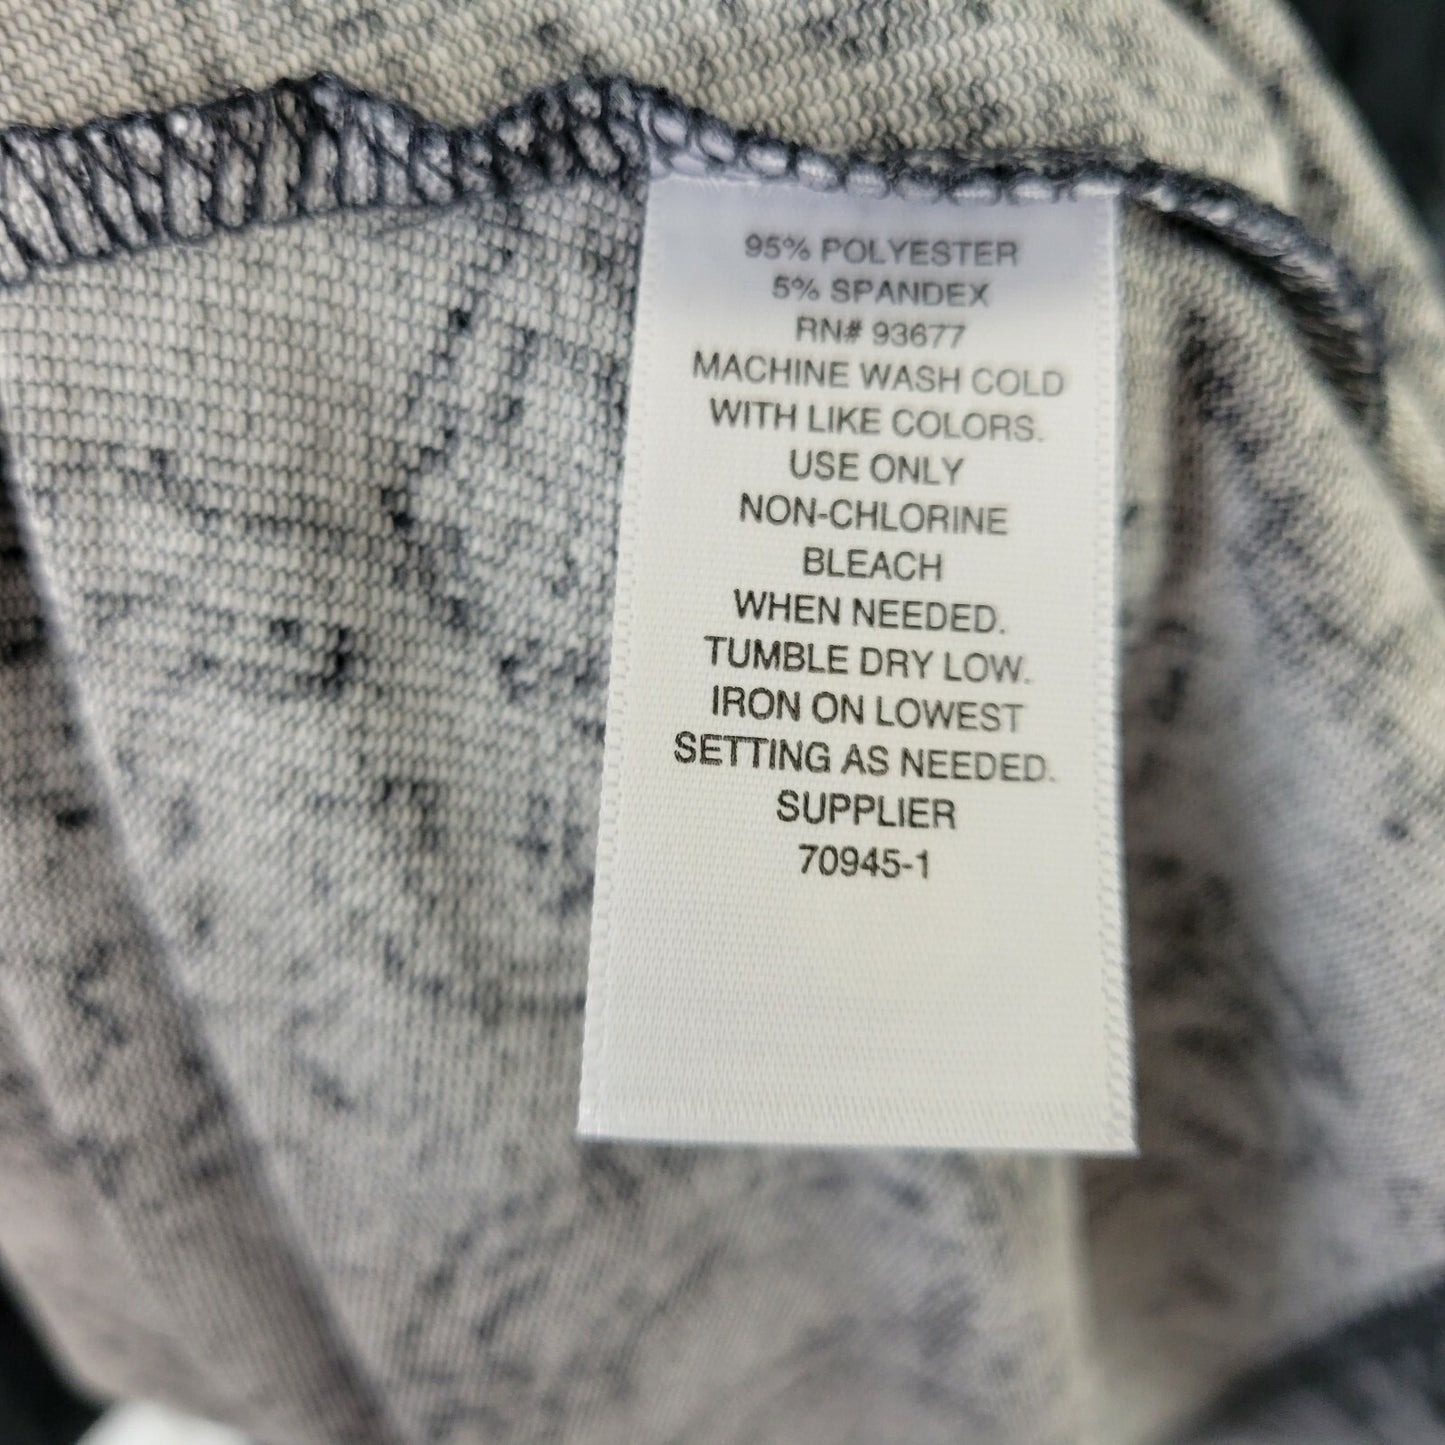 95% POLYESTER
5% SPANDEX
RN# 93677
MACHINE WASH COLD
WITH LIKE COLORS.
USE ONLY
NON-CHLORINE
BLEACH
WHEN NEEDED.
TUMBLE DRY LOW.
IRON ON LOWEST
SETTING AS NEEDED.
SUPPLIER
70945-1